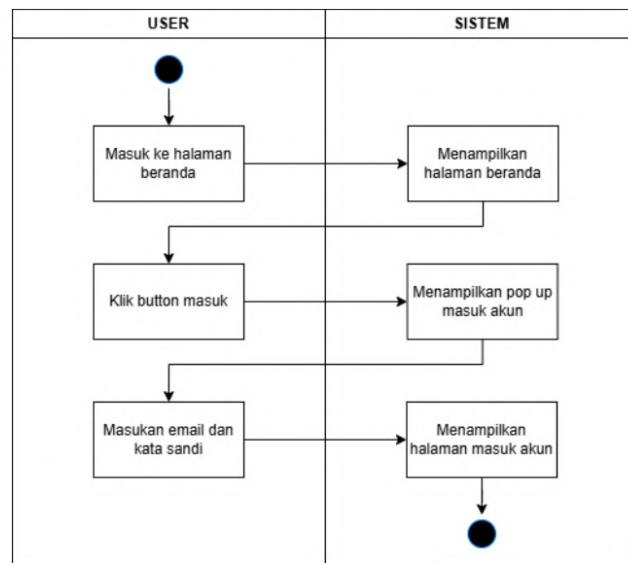 USER
SISTEM
Masuk ke halaman
beranda
Menampilkan
halaman beranda
Klik button masuk
Menampilkan pop up
masuk akun
Masukan email dan
kata sandi
Menampilkan
halaman masuk akun